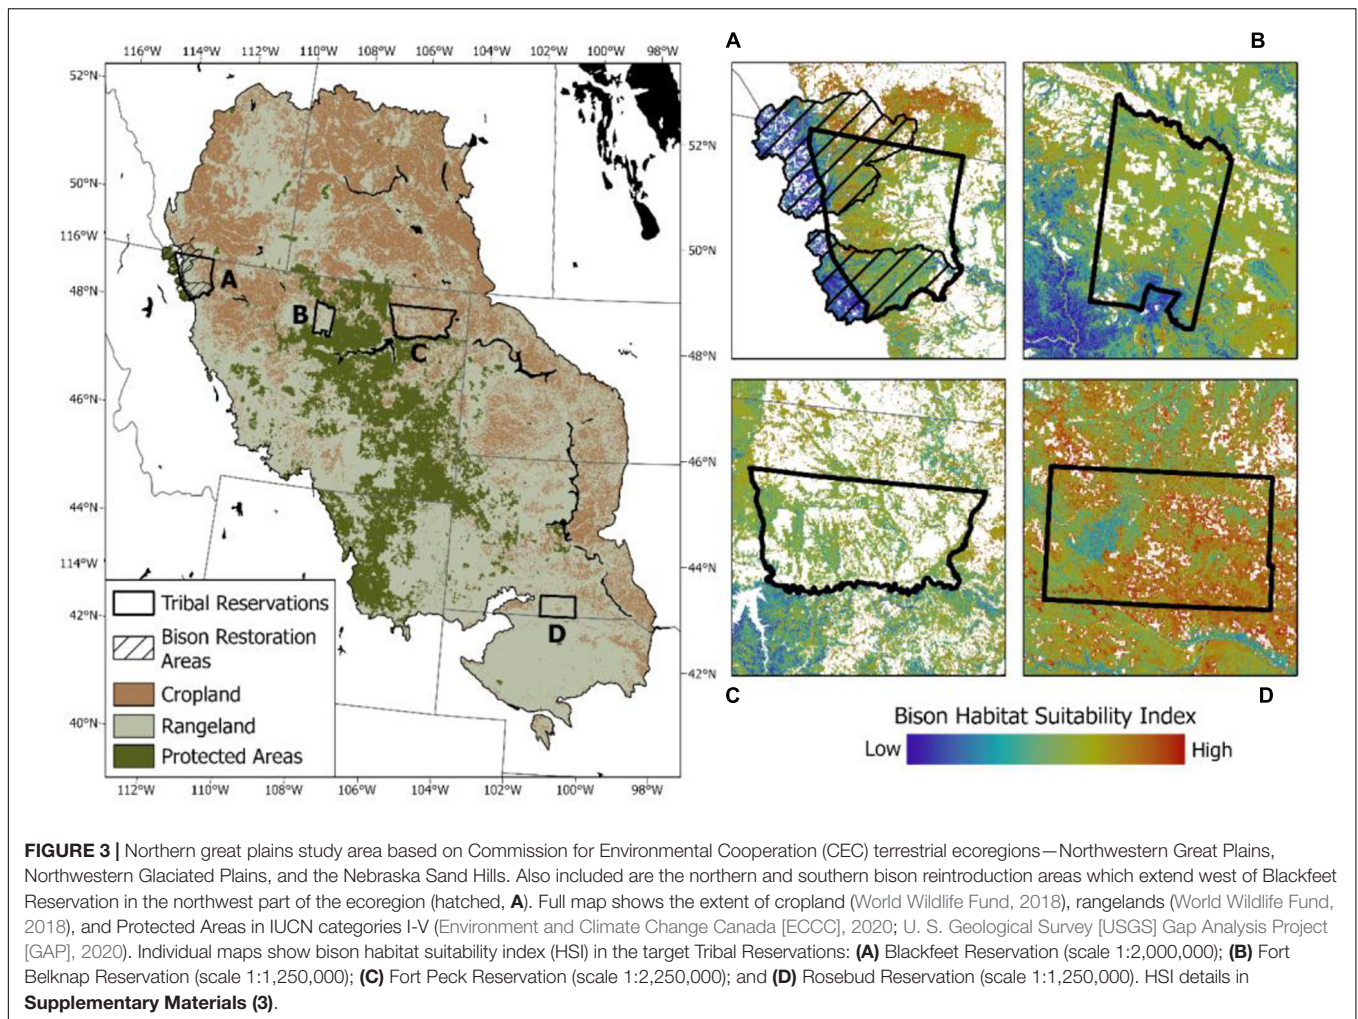 116°W 114°W 112°W 110°W 108°W 106°W 104°W 102°W 100°W 98°W
52°N
50°N
116°W
48°N
46°N
44°N
114°W
42°N
40°N
52°N
50°N
48°N
46°N
44°N
42°N
112°W 110°W 108°W 106°W 104°W 102°W 100°W 98°W
A
B
C
D
Tribal Reservations
Bison Restoration
Areas
Cropland
Rangeland
Protected Areas
A
B
C
D
Bison Habitat Suitability Index
Low High
FIGURE 3 | Northern great plains study area based on Commission for Environmental Cooperation (CEC) terrestrial ecoregions—Northwestern Great Plains,
Northwestern Glaciated Plains, and the Nebraska Sand Hills. Also included are the northern and southern bison reintroduction areas which extend west of Blackfeet
Reservation in the northwest part of the ecoregion (hatched, A). Full map shows the extent of cropland (World Wildlife Fund, 2018), rangelands (World Wildlife Fund,
2018), and Protected Areas in IUCN categories I-V (Environment and Climate Change Canada [ECCC], 2020; U. S. Geological Survey [USGS] Gap Analysis Project
[GAP], 2020). Individual maps show bison habitat suitability index (HSI) in the target Tribal Reservations: (A) Blackfeet Reservation (scale 1:2,000,000); (B) Fort
Belknap Reservation (scale 1:1,250,000); (C) Fort Peck Reservation (scale 1:2,250,000); and (D) Rosebud Reservation (scale 1:1,250,000). HSI details in
Supplementary Materials (3).